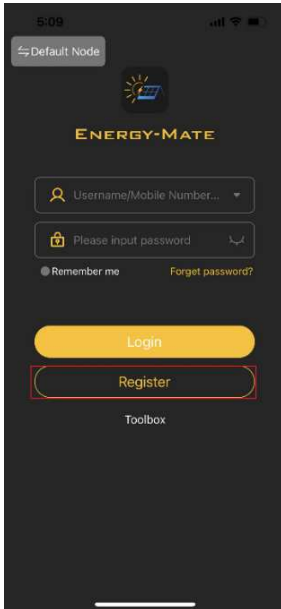 5:09
Default Node
ENERGY-MATE
Username/Mobile Number...
Please input password
Remember me
Forget password?
Login
Register
Toolbox